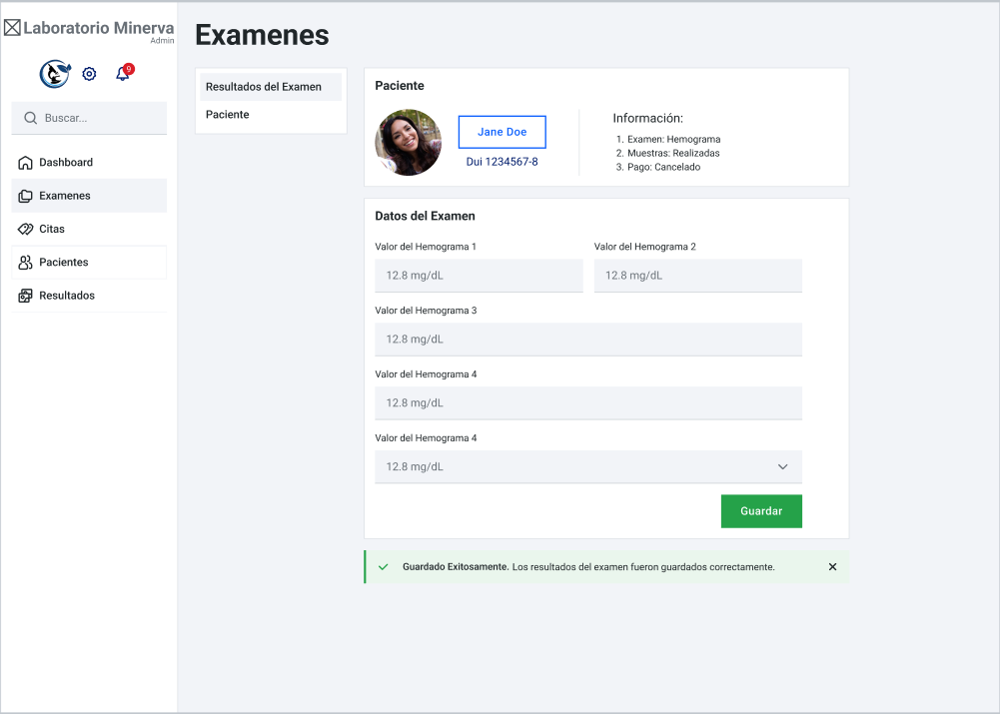 Laboratorio Minerva
Admin
9
Buscar...
Dashboard
Examenes
Citas
Pacientes
Resultados
Examenes
Resultados del Examen
Paciente
Paciente
Jane Doe
Dui 1234567-8
Información:
1. Examen: Hemograma
2. Muestras: Realizadas
3. Pago: Cancelado
Datos del Examen
Valor del Hemograma 1
12.8 mg/dL
Valor del Hemograma 2
12.8 mg/dL
Valor del Hemograma 3
12.8 mg/dL
Valor del Hemograma 4
12.8 mg/dL
Valor del Hemograma 4
12.8 mg/dL
Guardar
Guardado Exitosamente. Los resultados del examen fueron guardados correctamente.